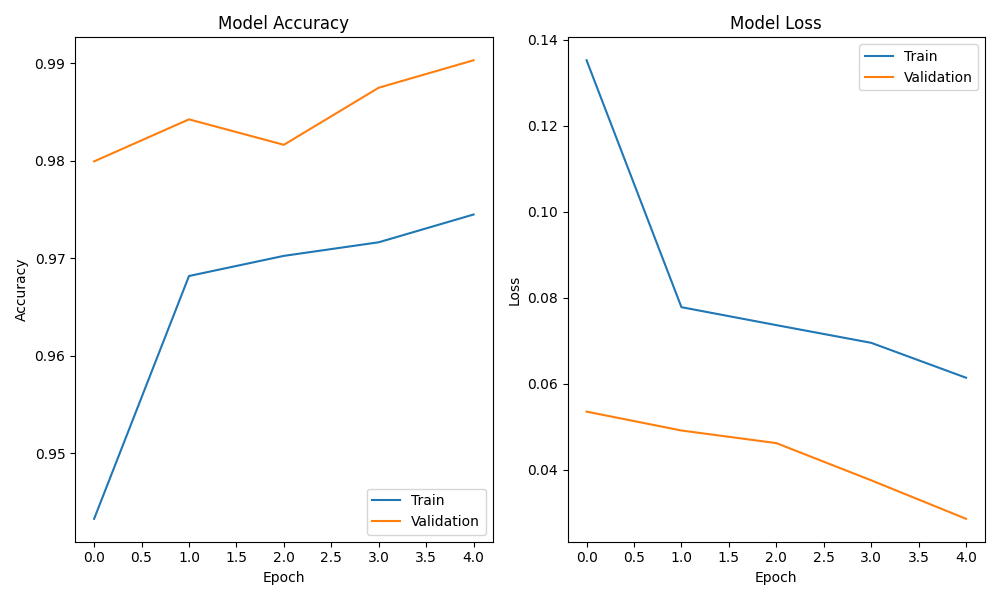 Model Accuracy
0.99
0.98
0.97
0.96
0.95
Accuracy
0.0 0.5 1.0 1.5 2.0 2.5 3.0 3.5 4.0
Epoch
Train
Validation
Model Loss
0.14
0.12
0.10
0.08
0.06
0.04
Loss
0.0 0.5 1.0 1.5 2.0 2.5 3.0 3.5 4.0
Epoch
Train
Validation